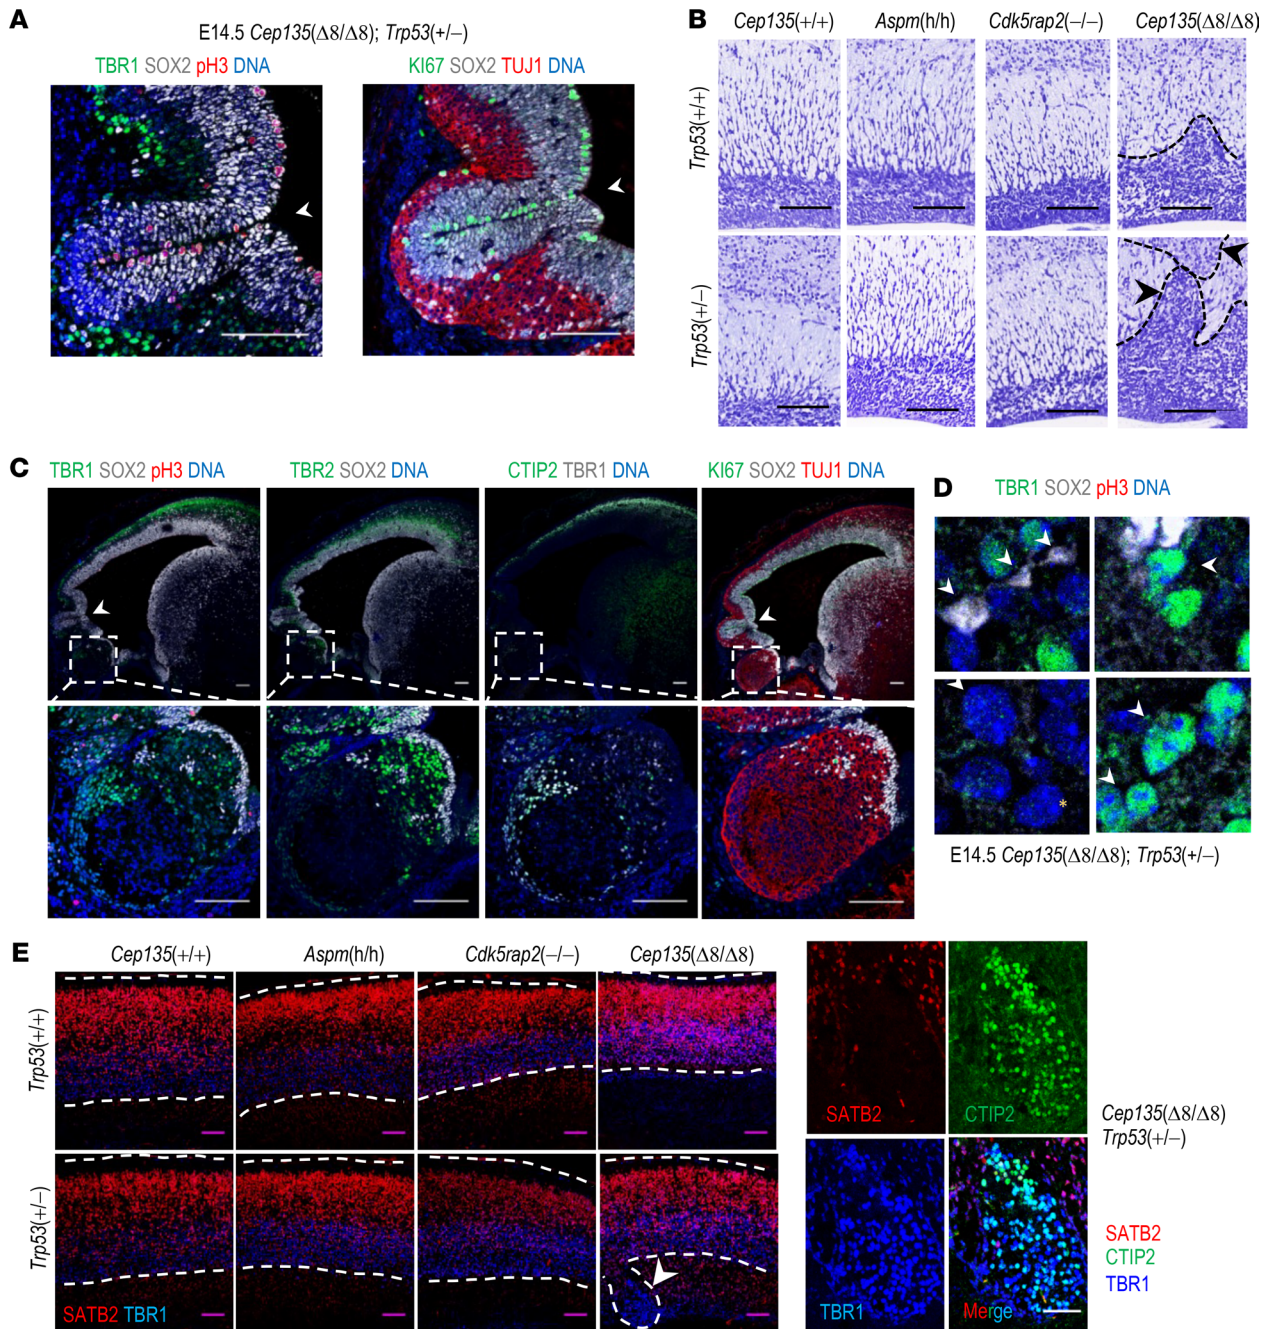 A
E14.5 Cep135(Δ8/Δ8); Trp53(+/–)
TBR1 SOX2 pH3 DNA
KI67 SOX2 TUJ1 DNA
B
Cep135(+/+)
Aspm(h/h)
Cdk5rap2(–/–)
Cep135(Δ8/Δ8)
Trp53(+/+)
Trp53(+/–)
C
TBR1 SOX2 pH3 DNA
TBR2 SOX2 DNA
CTIP2 TBR1 DNA
KI67 SOX2 TUJ1 DNA
D
TBR1 SOX2 pH3 DNA
*
E14.5 Cep135(Δ8/Δ8); Trp53(+/–)
E
Cep135(+/+)
Aspm(h/h)
Cdk5rap2(–/–)
Cep135(Δ8/Δ8)
Trp53(+/+)
Trp53(+/–)
SATB2 TBR1
SATB2
CTIP2
TBR1
Merge
Cep135(Δ8/Δ8)
Trp53(+/–)
SATB2
CTIP2
TBR1